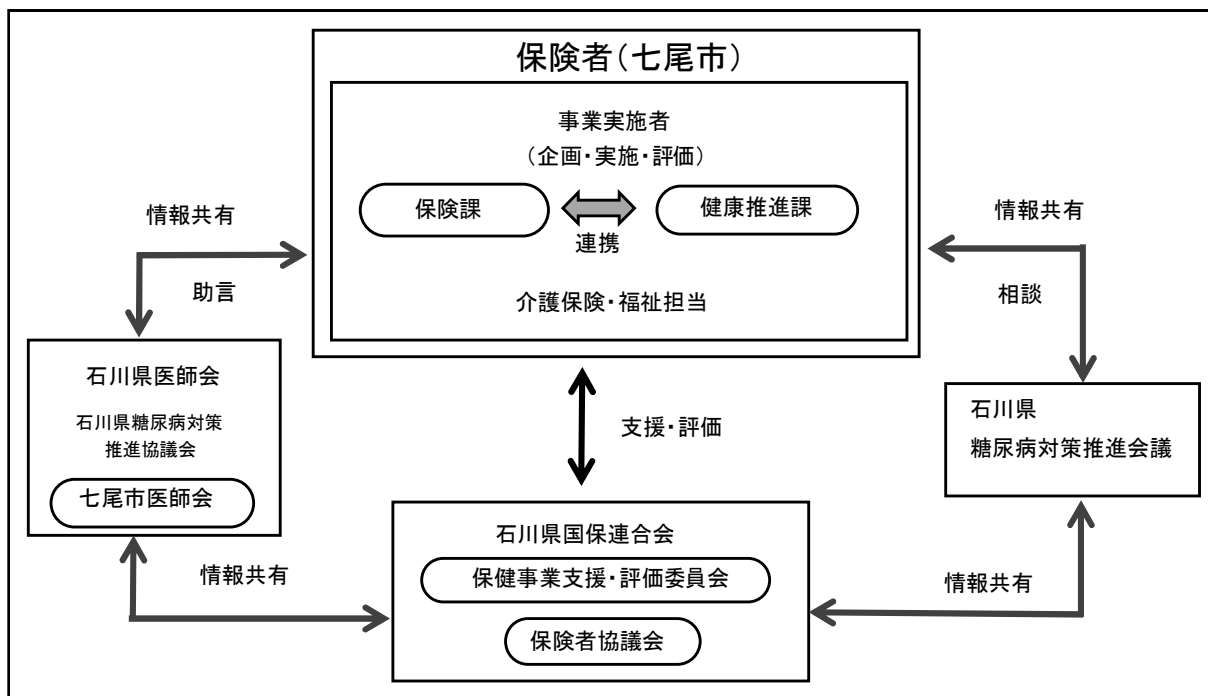 保険者(七尾市)
事業実施者
(企画・実施・評価)
保険課
健康推進課
連携
介護保険・福祉担当
情報共有
助言
情報共有
相談
石川県医師会
石川県糖尿病対策
推進協議会
七尾市医師会
支援・評価
石川県
糖尿病対策推進会議
石川県国保連合会
保健事業支援・評価委員会
保険者協議会
情報共有
情報共有